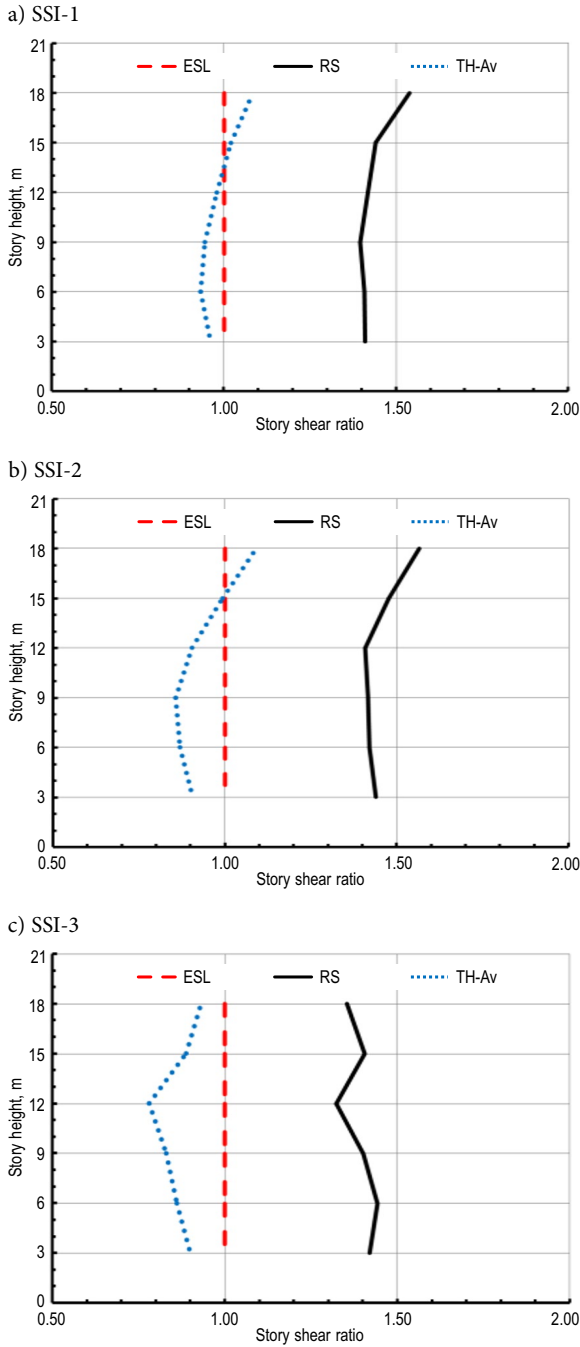 a) SSI-1
21
ESL RS TH-Av
18
15
12
9
6
3
0
Story height, m
0.50 1.00 1.50 2.00
Story shear ratio
b) SSI-2
21
ESL RS TH-Av
18
15
12
9
6
3
0
Story height, m
0.50 1.00 1.50 2.00
Story shear ratio
c) SSI-3
21
ESL RS TH-Av
18
15
12
9
6
3
0
Story height, m
0.50 1.00 1.50 2.00
Story shear ratio